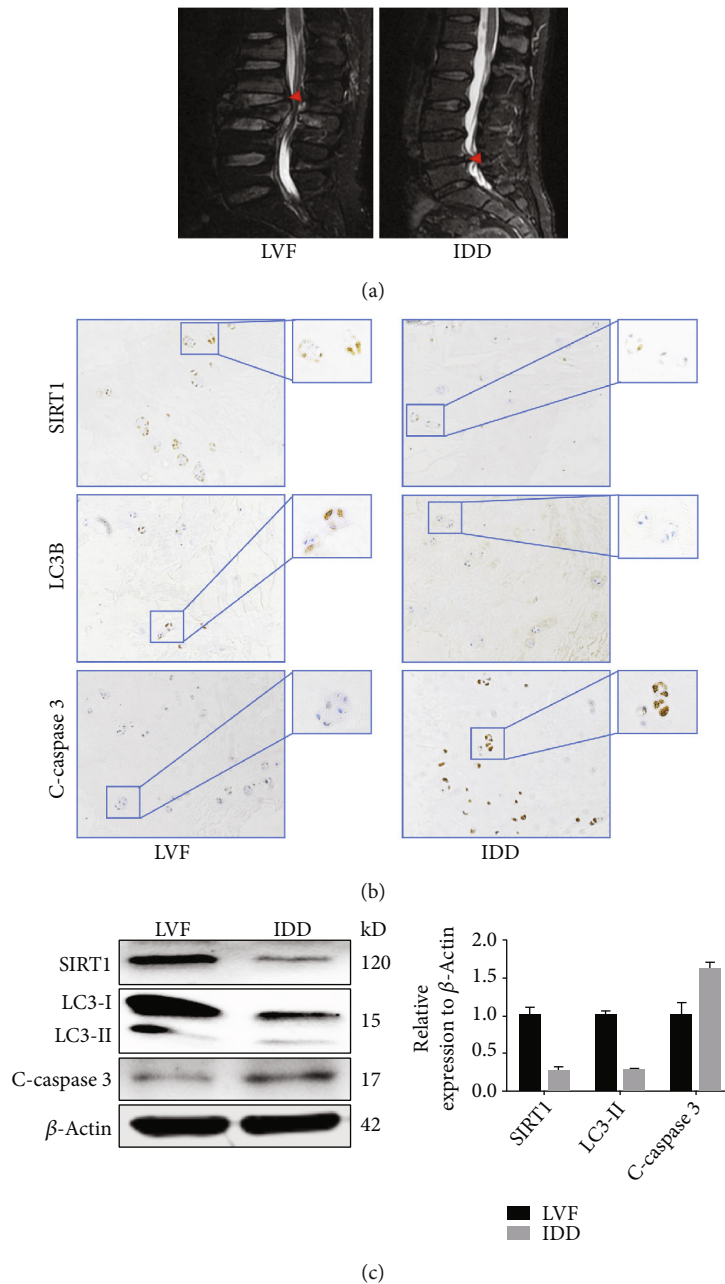 LVF IDD
(a)
SIRT1
LC3B
C-caspase 3
LVF IDD
(b)
LVF IDD kD
SIRT1 120
LC3-I
LC3-II 15
C-caspase 3 17
β-Actin 42
Relative
expression to β-Actin
2.0
1.5
1.0
0.5
0.0
SIRT1
LC3-II
C-caspase 3
LVF
IDD
(c)